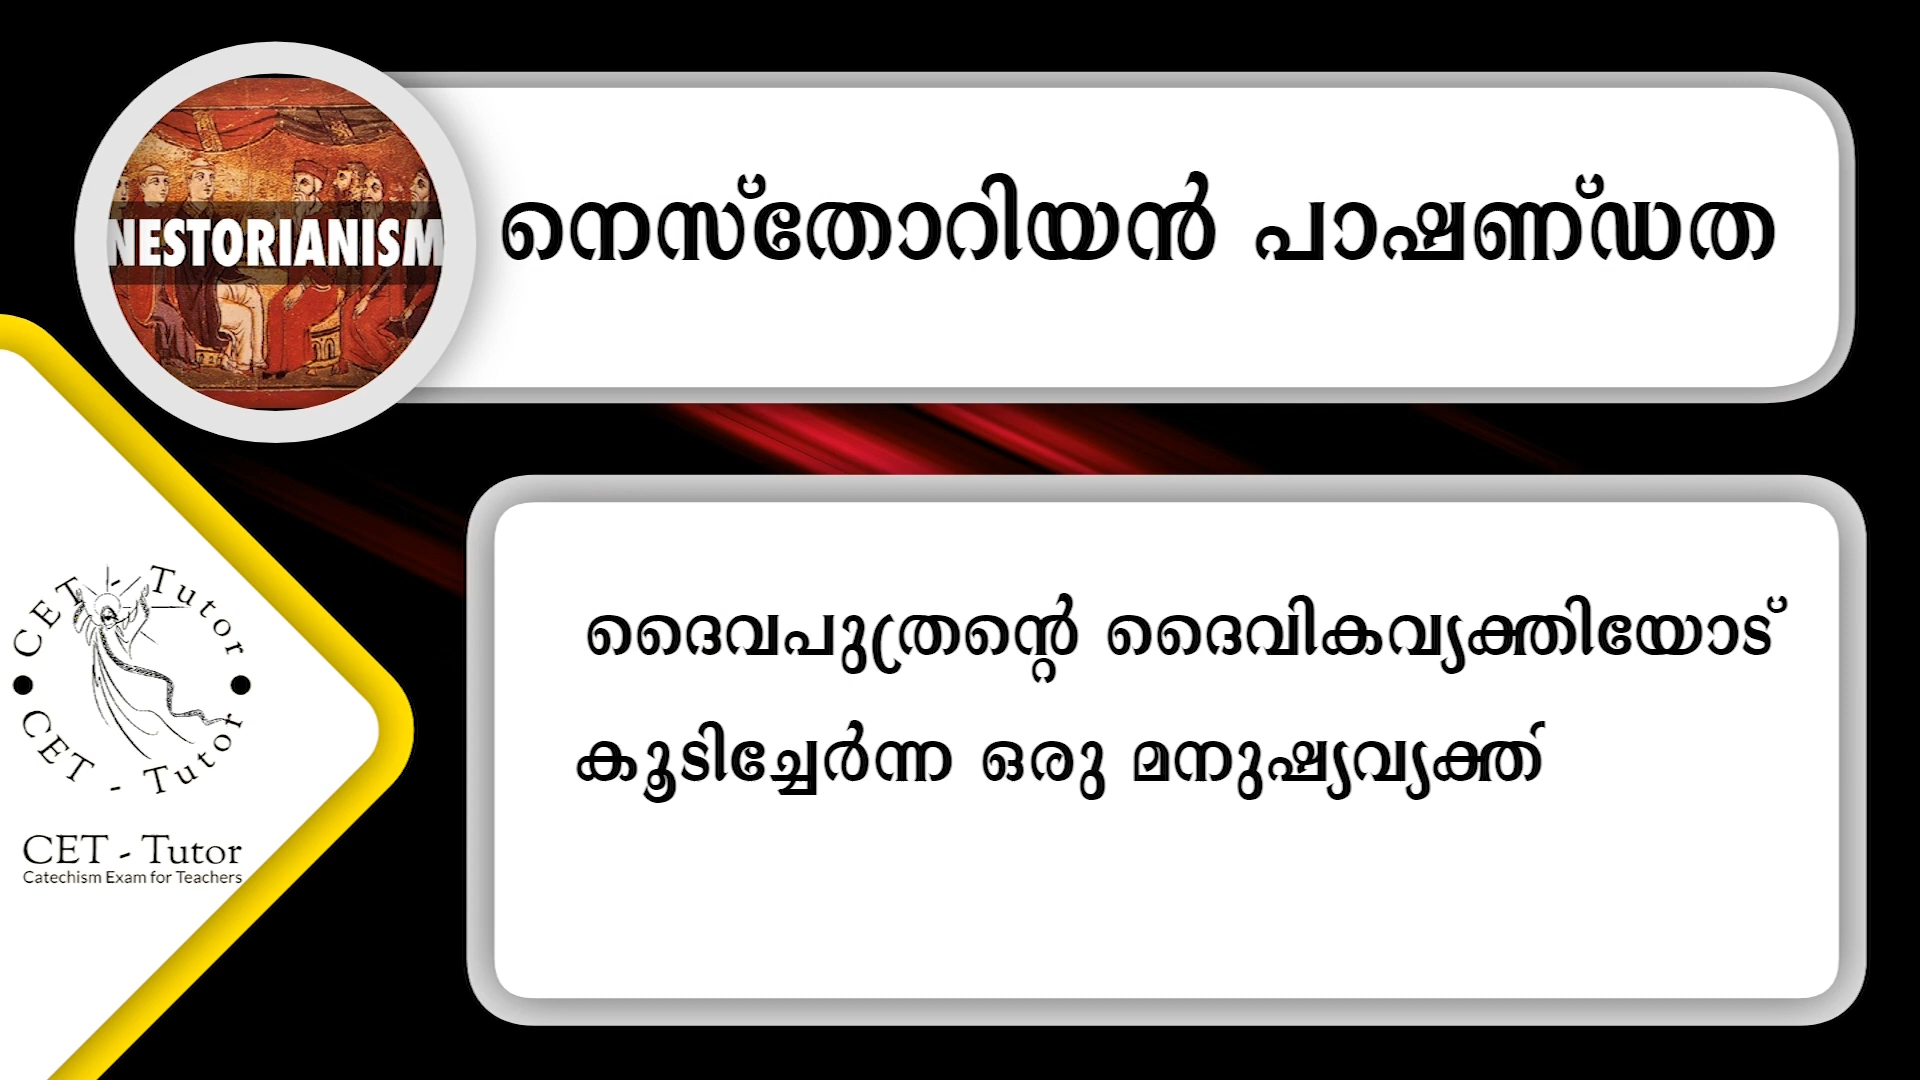 NESTORIANISM
നെസ്തോറിയൻ പാഷണ്ഡത
ദൈവപുത്രന്റെ ദൈവികവ്യക്തിയോട്
കൂടിച്ചേർന്ന ഒരു മനുഷ്യവ്യക്തി
CET - Tutor
CET - Tutor
CET - Tutor
Catechism Exam for Teachers